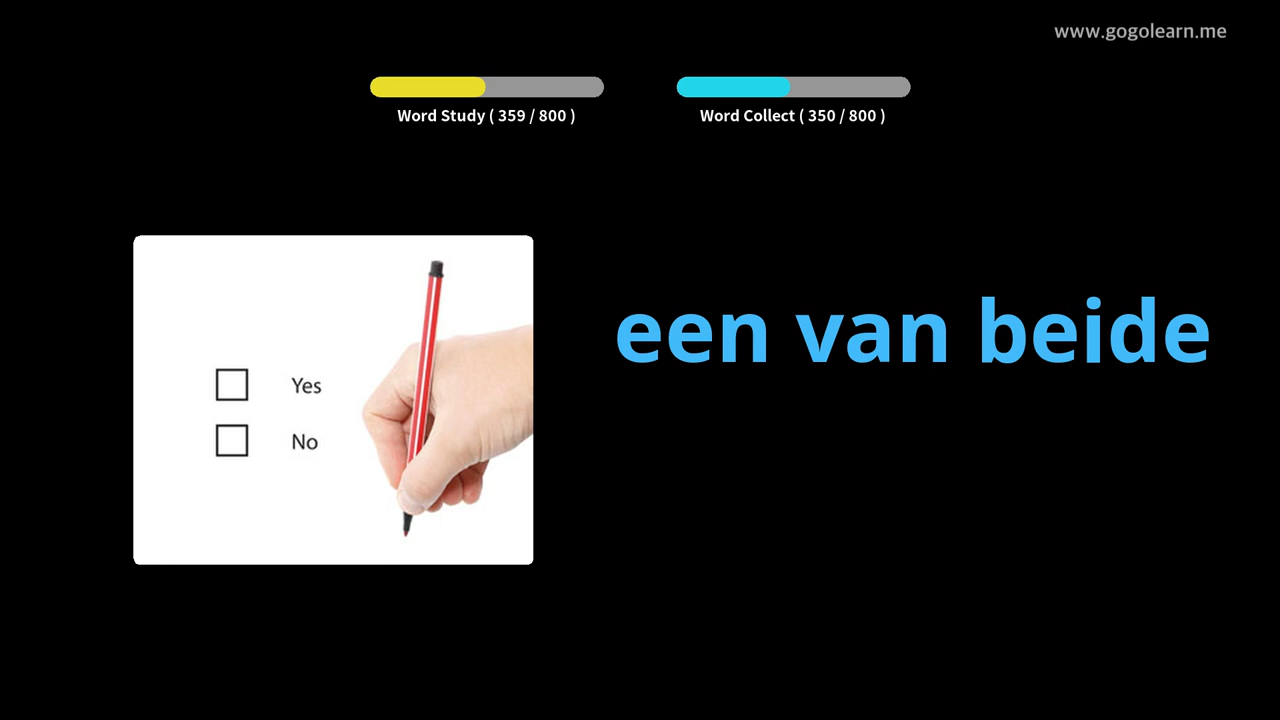 www.gogolearn.me
Word Study ( 359 / 800 )
Word Collect ( 350 / 800 )
een van beide
Yes
No